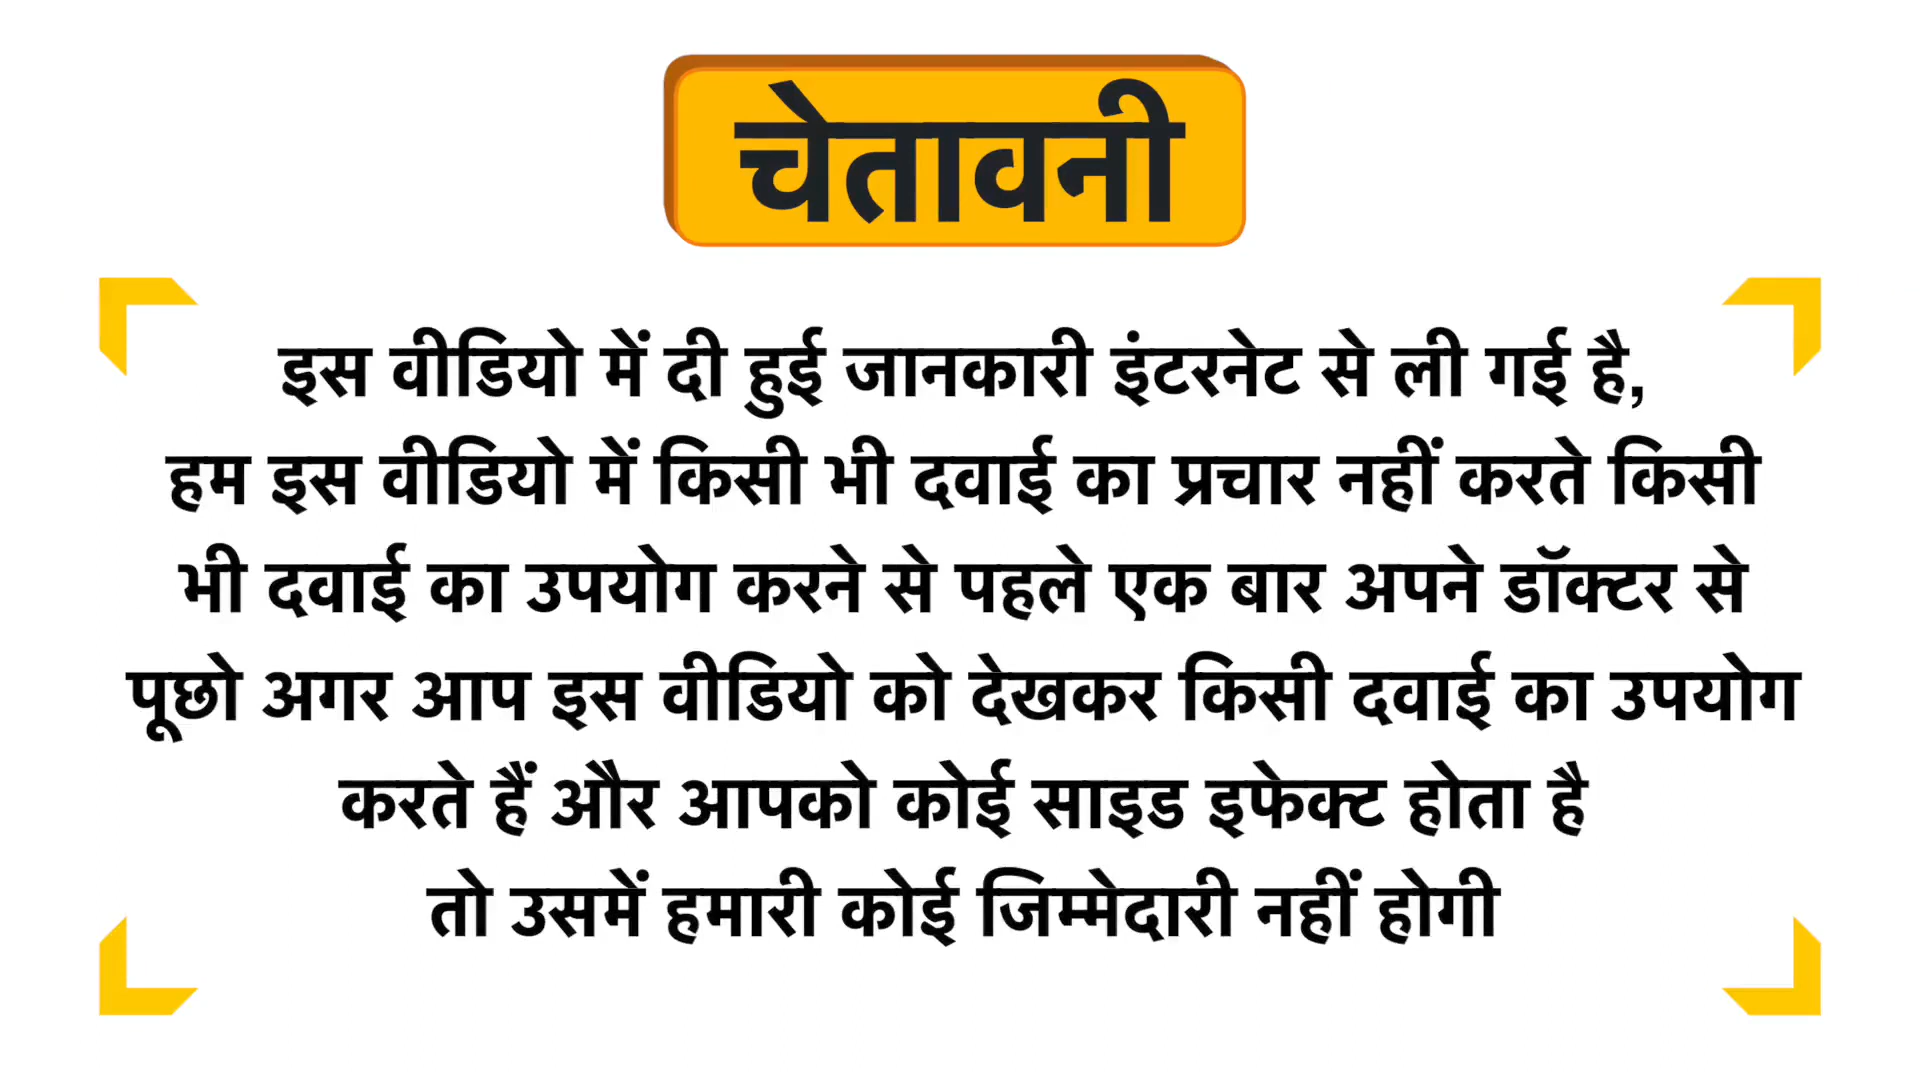 चेतावनी
इस वीडियो में दी हुई जानकारी इंटरनेट से ली गई है,
हम इस वीडियो में किसी भी दवाई का प्रचार नहीं करते किसी
भी दवाई का उपयोग करने से पहले एक बार अपने डॉक्टर से
पूछो अगर आप इस वीडियो को देखकर किसी दवाई का उपयोग
करते हैं और आपको कोई साइड इफेक्ट होता है
तो उसमें हमारी कोई जिम्मेदारी नहीं होगी